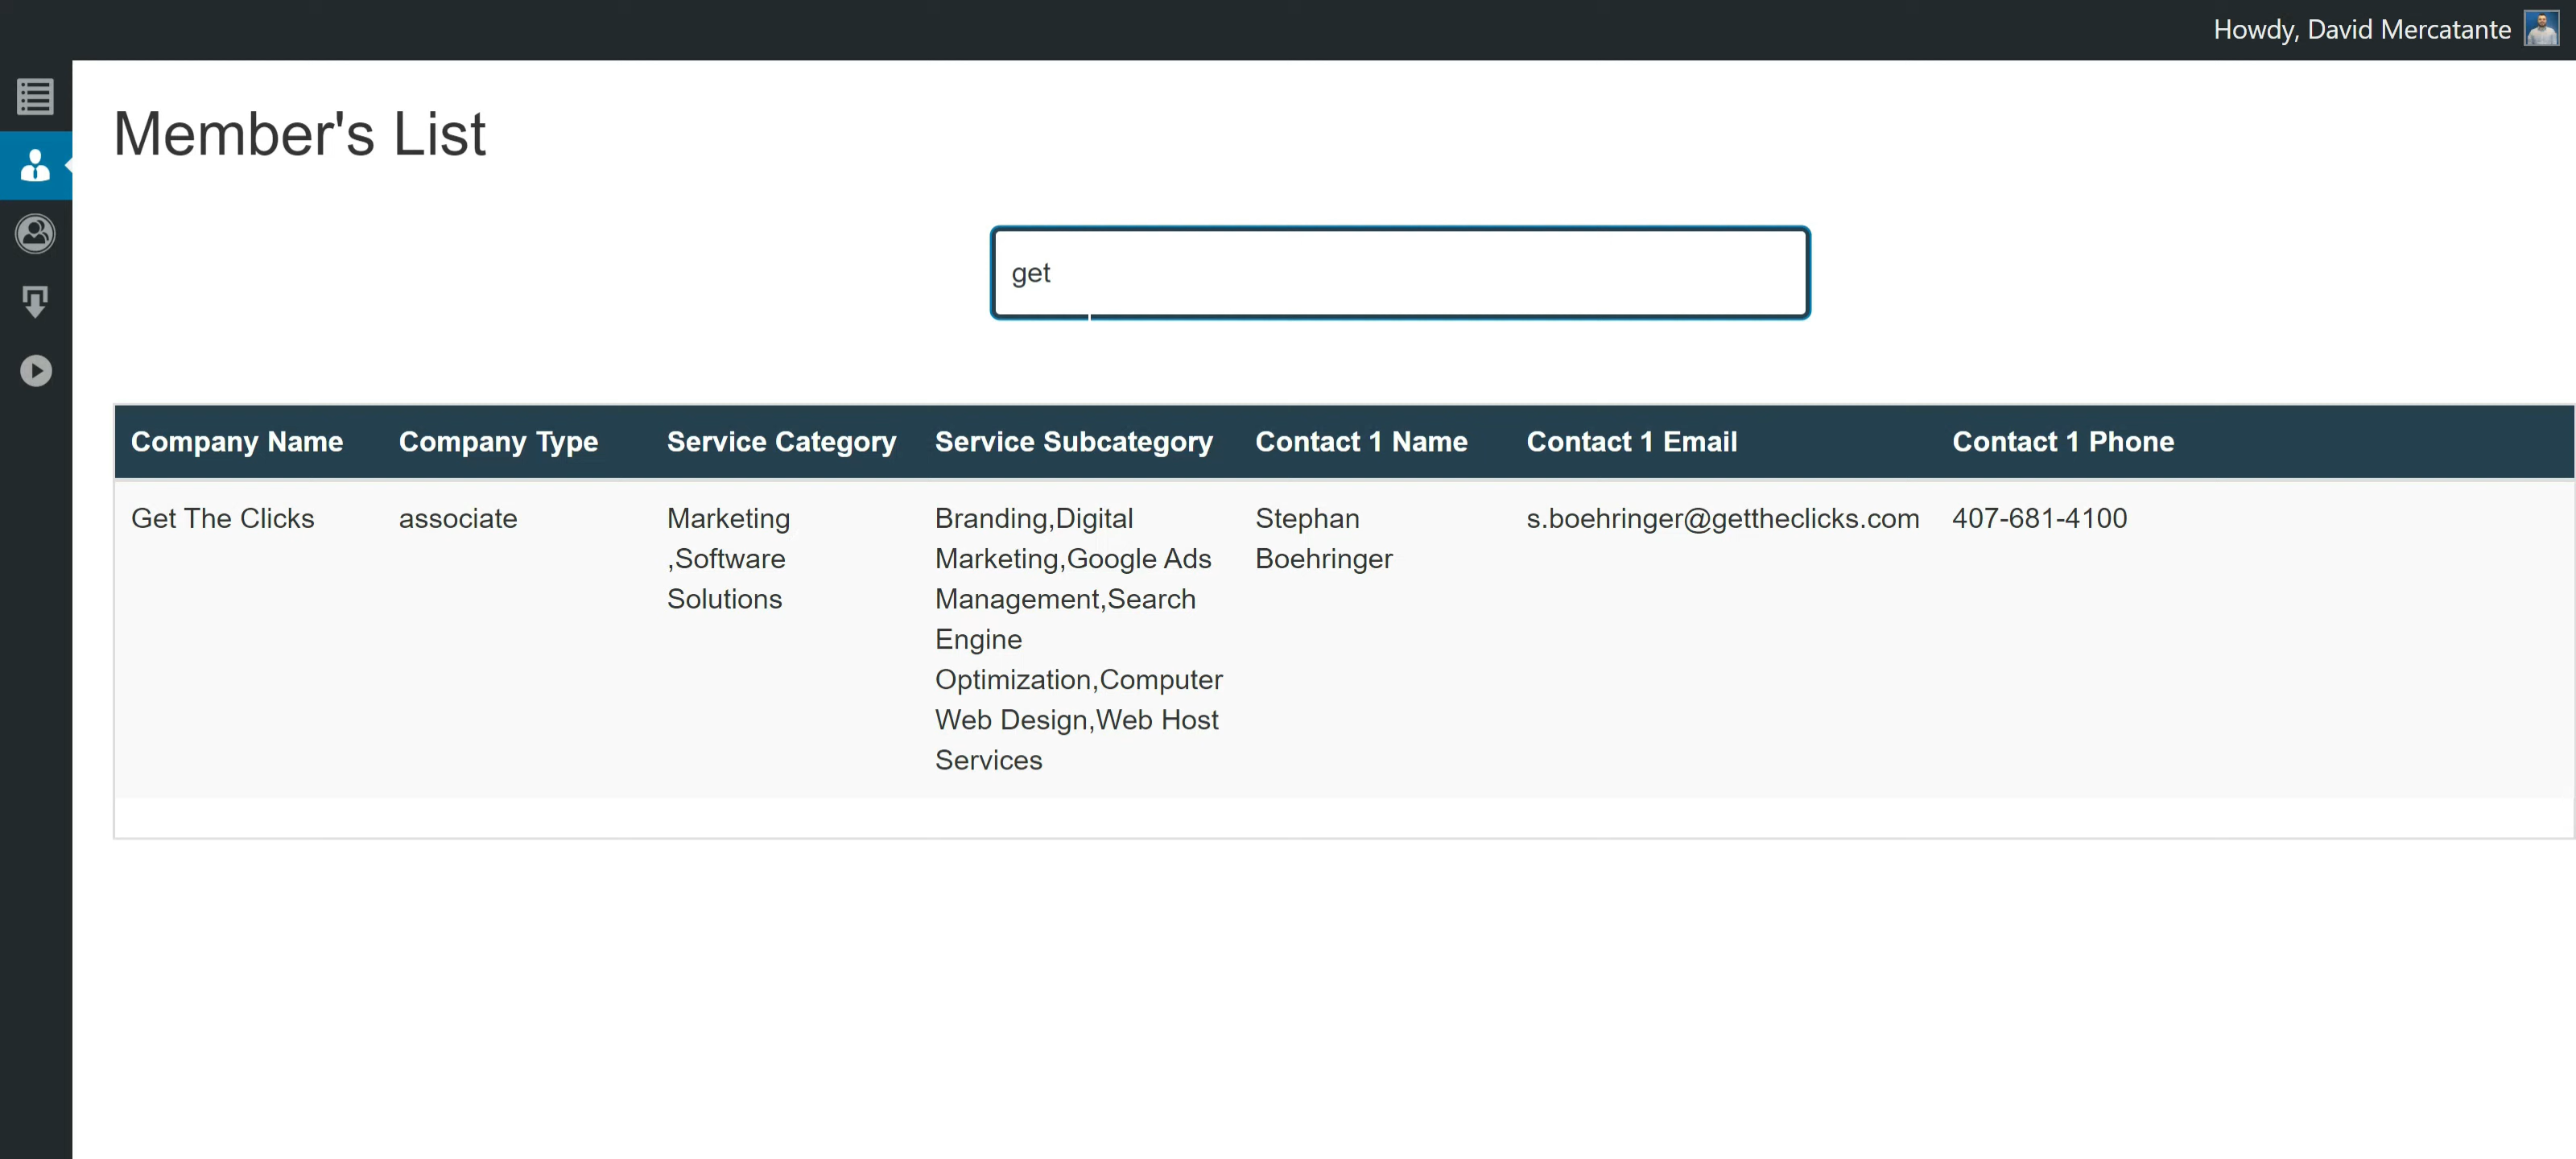 Howdy, David Mercatante
Member's List
get
Company Name Company Type Service Category Service Subcategory Contact 1 Name Contact 1 Email Contact 1 Phone
Get The Clicks associate Marketing Branding,Digital Stephan s.boehringer@gettheclicks.com 407-681-4100
,Software Marketing,Google Ads Boehringer
Solutions Management,Search
Engine
Optimization,Computer
Web Design,Web Host
Services